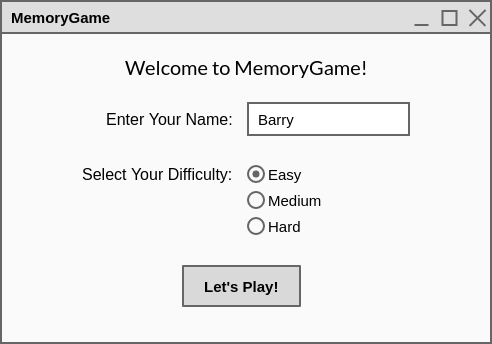 MemoryGame
Welcome to MemoryGame!
Enter Your Name: Barry
Select Your Difficulty: Easy
Medium
Hard
Let's Play!